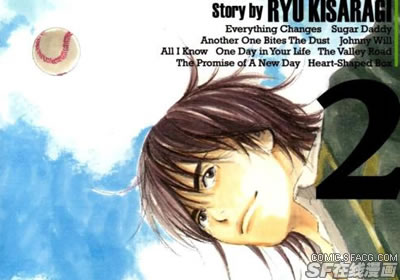 Story by RYU KISARAGI
Everything Changes Sugar Daddy
Another One Bites The Dust Johnny Will
All I Know One Day in Your Life The Valley Road
The Promise of A New Day Heart-Shaped Box
2
COMIC.SFACG.COM
SF在线漫画